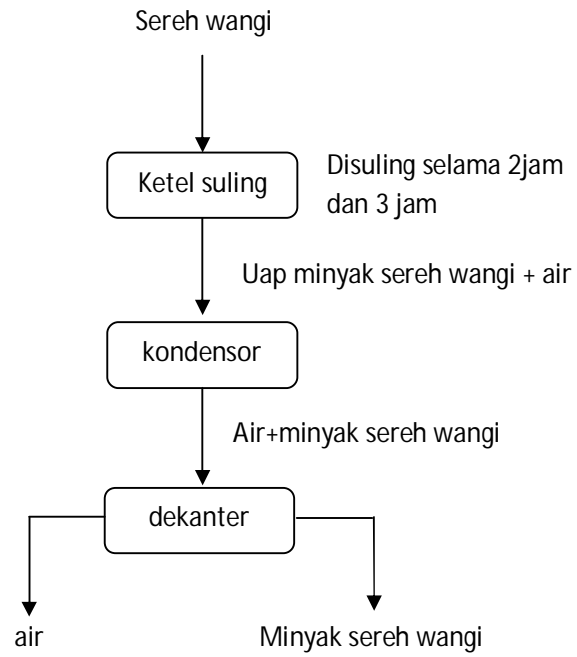 Sereh wangi
Ketel suling
Disuling selama 2jam
dan 3 jam
Uap minyak sereh wangi + air
kondensor
Air+minyak sereh wangi
dekanter
air
Minyak sereh wangi